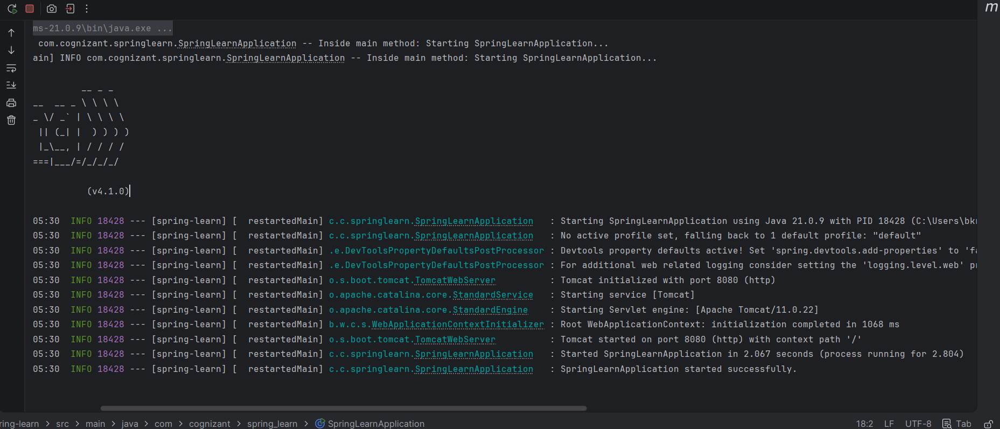 m
ms-21.0.9\bin\java.exe ...
 com.cognizant.springlearn.SpringLearnApplication -- Inside main method: Starting SpringLearnApplication...
ain] INFO com.cognizant.springlearn.SpringLearnApplication -- Inside main method: Starting SpringLearnApplication...
         __ _ _
__  __ _ \ \ \ \
_ \/ _` | \ \ \ \
 || (_| |  ) ) ) )
 |_\__, | / / / /
===|___/=/_/_/_/
          (v4.1.0)
05:30  INFO 18428 --- [spring-learn] [  restartedMain] c.c.springlearn.SpringLearnApplication   : Starting SpringLearnApplication using Java 21.0.9 with PID 18428 (C:\Users\bk
05:30  INFO 18428 --- [spring-learn] [  restartedMain] c.c.springlearn.SpringLearnApplication   : No active profile set, falling back to 1 default profile: "default"
05:30  INFO 18428 --- [spring-learn] [  restartedMain] .e.DevToolsPropertyDefaultsPostProcessor : Devtools property defaults active! Set 'spring.devtools.add-properties' to 'fa
05:30  INFO 18428 --- [spring-learn] [  restartedMain] .e.DevToolsPropertyDefaultsPostProcessor : For additional web related logging consider setting the 'logging.level.web' p
05:30  INFO 18428 --- [spring-learn] [  restartedMain] o.s.boot.tomcat.TomcatWebServer          : Tomcat initialized with port 8080 (http)
05:30  INFO 18428 --- [spring-learn] [  restartedMain] o.apache.catalina.core.StandardService   : Starting service [Tomcat]
05:30  INFO 18428 --- [spring-learn] [  restartedMain] o.apache.catalina.core.StandardEngine    : Starting Servlet engine: [Apache Tomcat/11.0.22]
05:30  INFO 18428 --- [spring-learn] [  restartedMain] b.w.c.s.WebApplicationContextInitializer : Root WebApplicationContext: initialization completed in 1068 ms
05:30  INFO 18428 --- [spring-learn] [  restartedMain] o.s.boot.tomcat.TomcatWebServer          : Tomcat started on port 8080 (http) with context path '/'
05:30  INFO 18428 --- [spring-learn] [  restartedMain] c.c.springlearn.SpringLearnApplication   : Started SpringLearnApplication in 2.067 seconds (process running for 2.804)
05:30  INFO 18428 --- [spring-learn] [  restartedMain] c.c.springlearn.SpringLearnApplication   : SpringLearnApplication started successfully.
ring-learn > src > main > java > com > cognizant > spring_learn > SpringLearnApplication 18:2 LF UTF-8 Tab